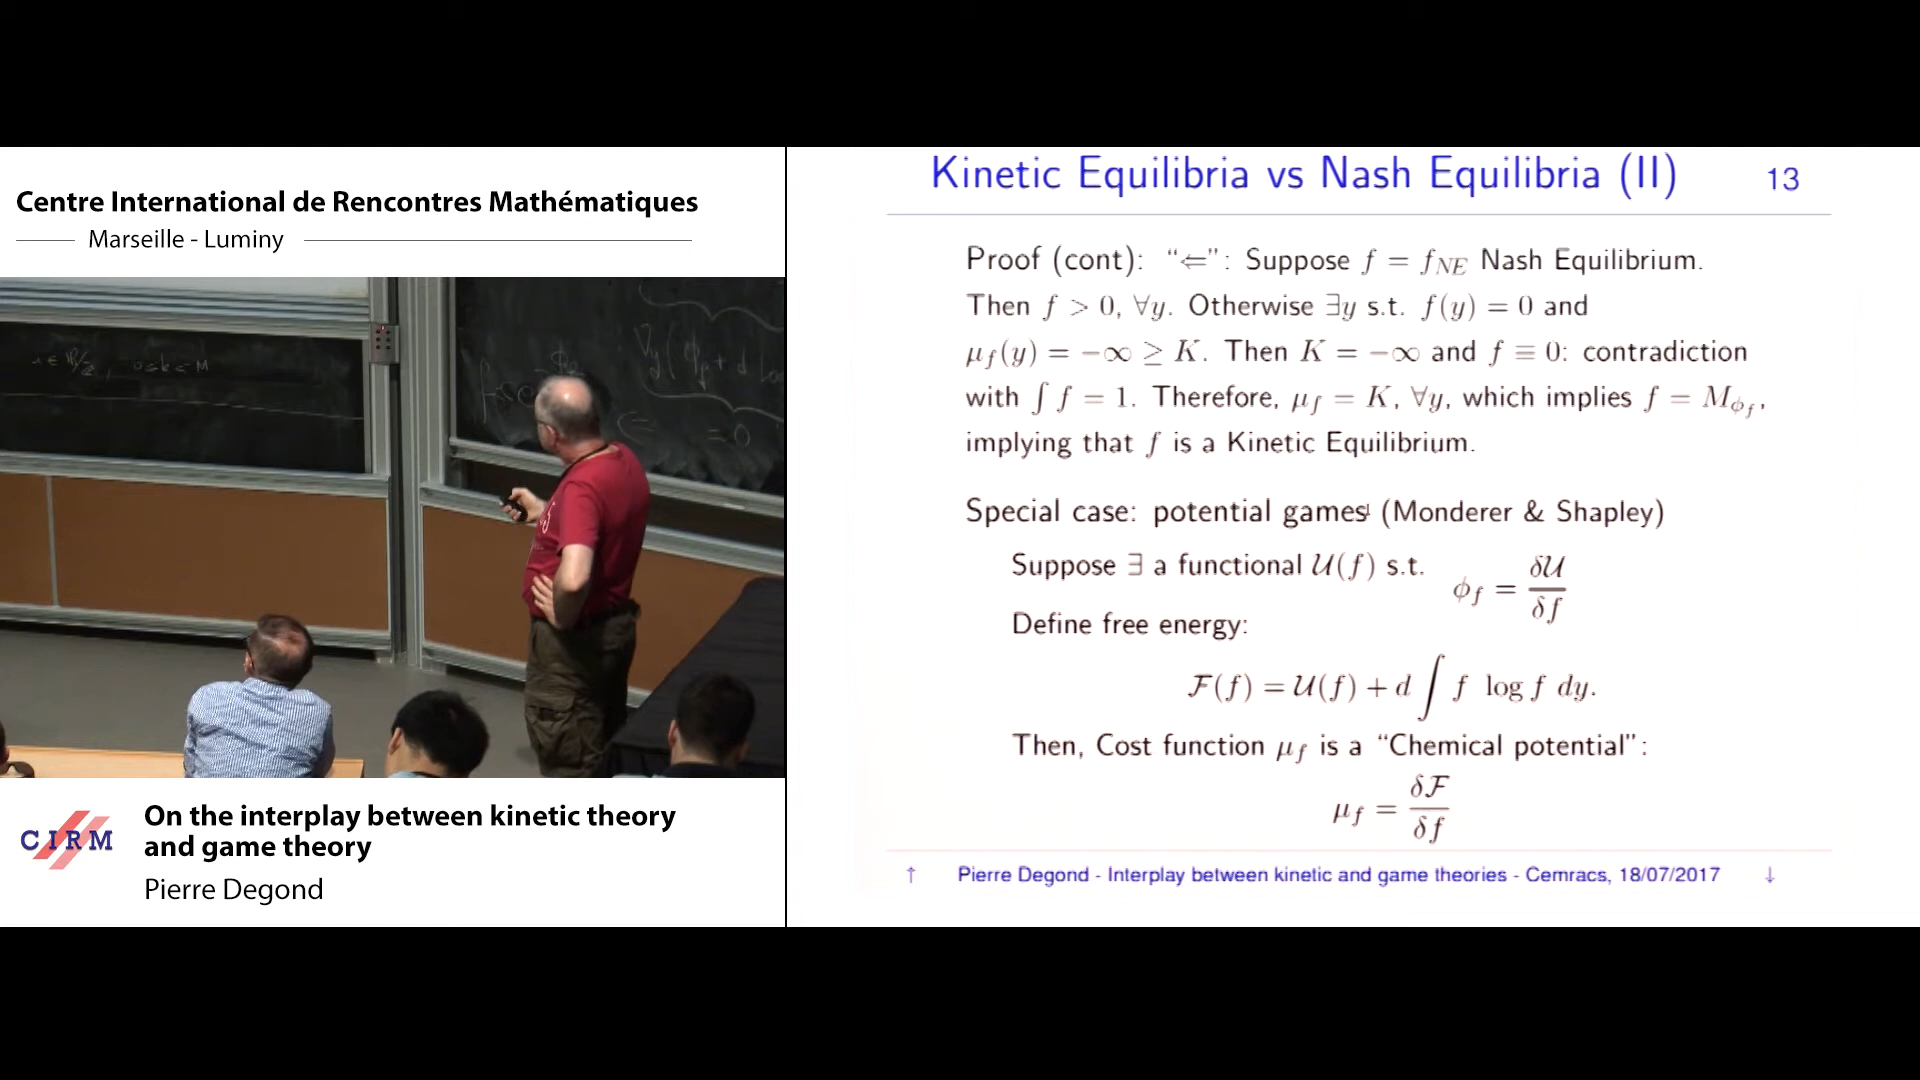 Centre International de Rencontres Mathématiques
Marseille - Luminy
On the interplay between kinetic theory
and game theory
Pierre Degond
CIRM
Kinetic Equilibria vs Nash Equilibria (II)
13
Proof (cont): “⇐”: Suppose f = f_{NE} Nash Equilibrium.
Then f > 0, ∀y. Otherwise ∃y s.t. f(y) = 0 and
μ_f(y) = −∞ ≥ K. Then K = −∞ and f ≡ 0: contradiction
with ∫ f = 1. Therefore, μ_f = K, ∀y, which implies f = M_{ϕ_f},
implying that f is a Kinetic Equilibrium.
Special case: potential games (Monderer & Shapley)
Suppose ∃ a functional 𝒰(f) s.t. ϕ_f = δ𝒰/δf
Define free energy:
ℱ(f) = 𝒰(f) + d ∫ f log f dy.
Then, Cost function μ_f is a “Chemical potential”:
μ_f = δℱ/δf
↑ Pierre Degond - Interplay between kinetic and game theories - Cemracs, 18/07/2017 ↓